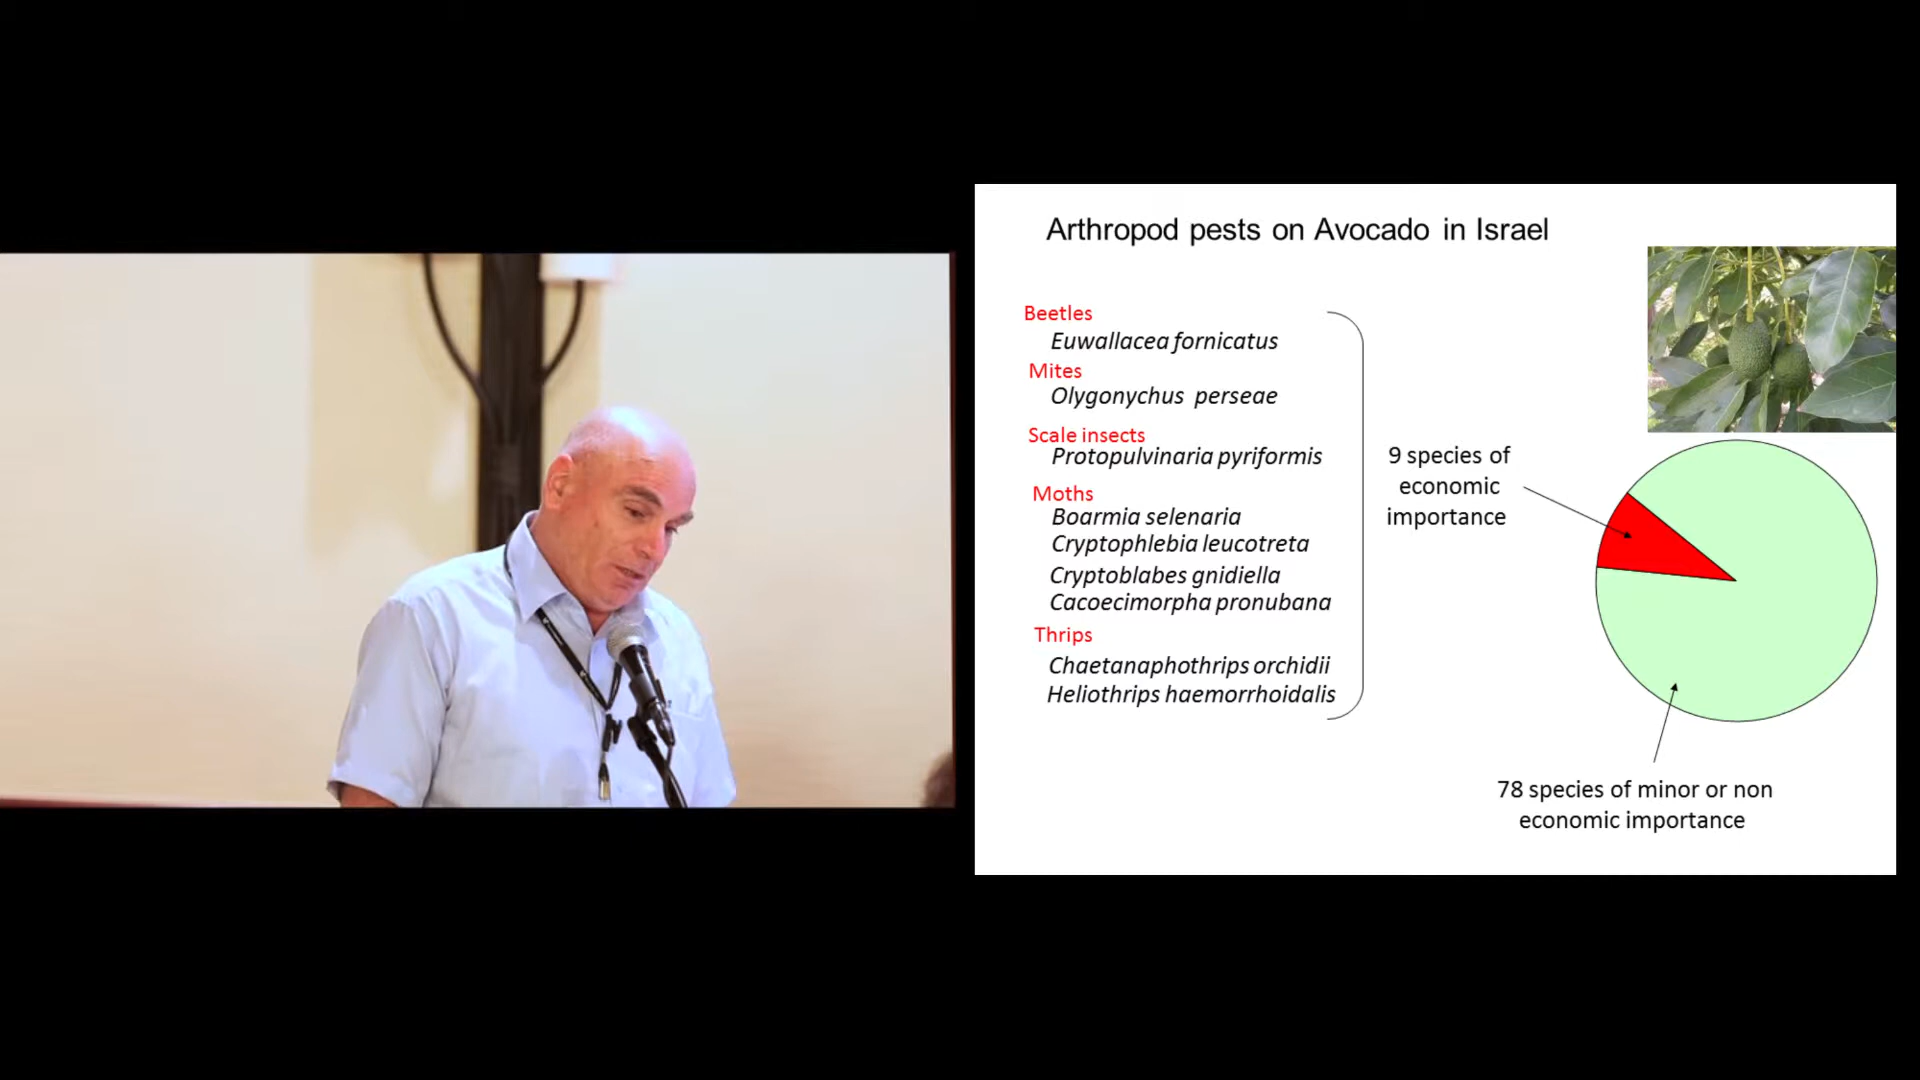 Arthropod pests on Avocado in Israel
Beetles
Euwallacea fornicatus
Mites
Olygonychus perseae
Scale insects
Protopulvinaria pyriformis
Moths
Boarmia selenaria
Cryptophlebia leucotreta
Cryptoblabes gnidiella
Cacoecimorpha pronubana
Thrips
Chaetanaphothrips orchidii
Heliothrips haemorrhoidalis
9 species of
economic
importance
78 species of minor or non
economic importance